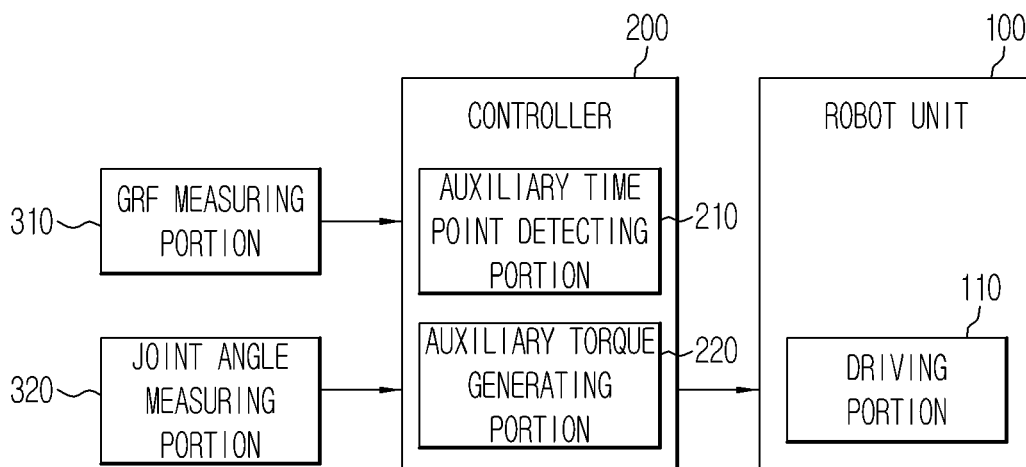 200
100
CONTROLLER
ROBOT UNIT
GRF MEASURING
PORTION
310
AUXILIARY TIME
POINT DETECTING
PORTION
210
110
JOINT ANGLE
MEASURING
PORTION
320
AUXILIARY TORQUE
GENERATING
PORTION
220
DRIVING
PORTION